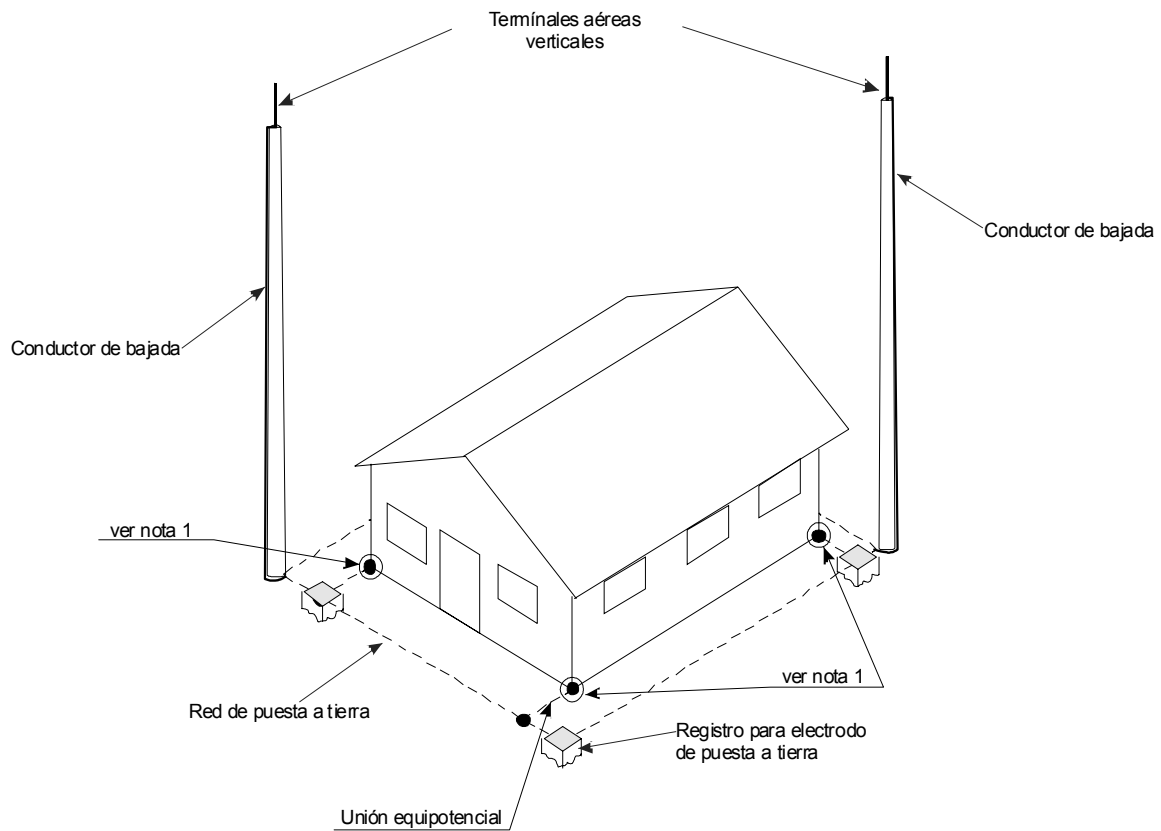 Termínales aéreas
verticales
Conductor de bajada
Conductor de bajada
ver nota 1
ver nota 1
Red de puesta a tierra
Registro para electrodo
de puesta a tierra
Unión equipotencial